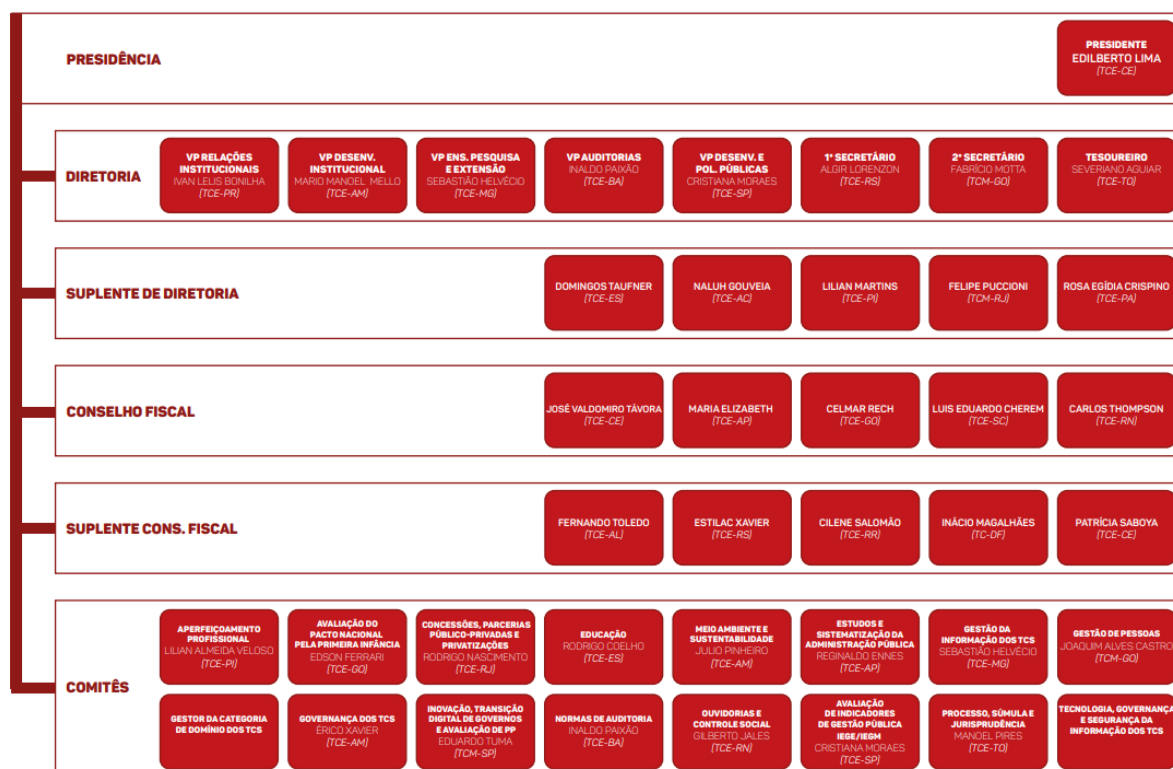 PRESIDÊNCIA
PRESIDENTE
EDILBERTO LIMA
(TCE-CE)
DIRETORIA
VP RELAÇÕES
INSTITUCIONAIS
IVAN LELIS BONILHA
(TCE-PR)
VP DESENV.
INSTITUCIONAL
MARIO MANOEL MELLO
(TCE-AM)
VP ENS. PESQUISA
E EXTENSÃO
SEBASTIÃO HELVÉCIO
(TCE-MG)
VP AUDITORIAS
INALDO PAIXÃO
(TCE-BA)
VP DESENV. E
POL. PÚBLICAS
CRISTIANA MORAES
(TCE-SP)
1º SECRETÁRIO
ALGIR LORENZON
(TCE-RS)
2º SECRETÁRIO
FABRÍCIO MOTTA
(TCM-GO)
TESOUREIRO
SEVERIANO AGUIAR
(TCE-TO)
SUPLENTE DE DIRETORIA
DOMINGOS TAUFNER
(TCE-ES)
NALUH GOUVEIA
(TCE-AC)
LILIAN MARTINS
(TCE-PI)
FELIPE PUCCIONI
(TCM-RJ)
ROSA EGÍDIA CRISPINO
(TCE-PA)
CONSELHO FISCAL
JOSÉ VALDOMIRO TÁVORA
(TCE-CE)
MARIA ELIZABETH
(TCE-AP)
CELMAR RECH
(TCE-GO)
LUIS EDUARDO CHEREM
(TCE-SC)
CARLOS THOMPSON
(TCE-RN)
SUPLENTE CONS. FISCAL
FERNANDO TOLEDO
(TCE-AL)
ESTILAC XAVIER
(TCE-RS)
CILENE SALOMÃO
(TCE-RR)
INÁCIO MAGALHÃES
(TC-DF)
PATRÍCIA SABOYA
(TCE-CE)
COMITÊS
APERFEIÇOAMENTO
PROFISSIONAL
LILIAN ALMEIDA VELOSO
(TCE-PI)
AVALIAÇÃO DO
PACTO NACIONAL
PELA PRIMEIRA INFÂNCIA
EDSON FERRARI
(TCE-GO)
CONCESSÕES, PARCERIAS
PÚBLICO-PRIVADAS E
PRIVATIZAÇÕES
RODRIGO NASCIMENTO
(TCE-RJ)
EDUCAÇÃO
RODRIGO COELHO
(TCE-ES)
MEIO AMBIENTE E
SUSTENTABILIDADE
JULIO PINHEIRO
(TCE-AM)
ESTUDOS E
SISTEMATIZAÇÃO DA
ADMINISTRAÇÃO PÚBLICA
REGINALDO ENNES
(TCE-AP)
GESTÃO DA
INFORMAÇÃO DOS TCS
SEBASTIÃO HELVÉCIO
(TCE-MG)
GESTÃO DE PESSOAS
JOAQUIM ALVES CASTRO
(TCM-GO)
GESTOR DA CATEGORIA
DE DOMÍNIO DOS TCS
GOVERNANÇA DOS TCS
ÉRICO XAVIER
(TCE-AM)
INOVAÇÃO, TRANSIÇÃO
DIGITAL DE GOVERNOS
E AVALIAÇÃO DE PP
EDUARDO TUMA
(TCM-SP)
NORMAS DE AUDITORIA
INALDO PAIXÃO
(TCE-BA)
OUVIDORIAS E
CONTROLE SOCIAL
GILBERTO JALES
(TCE-RN)
AVALIAÇÃO
DE INDICADORES
DE GESTÃO PÚBLICA
IEGE/IEGM
CRISTIANA MORAES
(TCE-SP)
PROCESSO, SÚMULA E
JURISPRUDÊNCIA
MANOEL PIRES
(TCE-TO)
TECNOLOGIA, GOVERNANÇA
E SEGURANÇA DA
INFORMAÇÃO DOS TCS